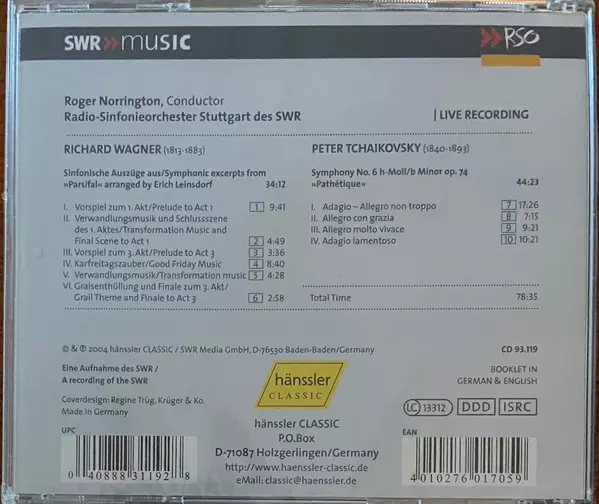 SWR»MUSIC
»RSO
Roger Norrington, Conductor
Radio-Sinfonieorchester Stuttgart des SWR
| LIVE RECORDING
RICHARD WAGNER (1813-1883)
Sinfonische Auszüge aus/Symphonic excerpts from
»Parsifal« arranged by Erich Leinsdorf 34:12
I. Vorspiel zum 1. Akt/Prelude to Act 1 1 9:41
II. Verwandlungsmusik und Schlussszene
des 1. Aktes/Transformation Music and
Final Scene to Act 1 2 4:49
III. Vorspiel zum 3. Akt/Prelude to Act 3 3 3:36
IV. Karfreitagszauber/Good Friday Music 4 8:40
V. Verwandlungsmusik/Transformation music 5 4:28
VI. Gralsenthüllung und Finale zum 3. Akt/
Grail Theme and Finale to Act 3 6 2:58
PETER TCHAIKOVSKY (1840-1893)
Symphony No. 6 h-Moll/b Minor op. 74
»Pathétique« 44:23
I. Adagio – Allegro non troppo 7 17:26
II. Allegro con grazia 8 7:15
III. Allegro molto vivace 9 9:21
IV. Adagio lamentoso 10 10:21
Total Time 78:35
© & ℗ 2004 hänssler CLASSIC / SWR Media GmbH, D-76530 Baden-Baden/Germany
CD 93.119
Eine Aufnahme des SWR /
A recording of the SWR
Coverdesign: Regine Trüg, Krüger & Ko.
Made in Germany
hänssler
CLASSIC
BOOKLET IN
GERMAN & ENGLISH
LC 13312 DDD ISRC
hänssler CLASSIC
P.O.Box
D-71087 Holzgerlingen/Germany
http://www.haenssler-classic.de
eMail: classic@haenssler.de
UPC
0 40888 31192 8
EAN
4 010276 017059